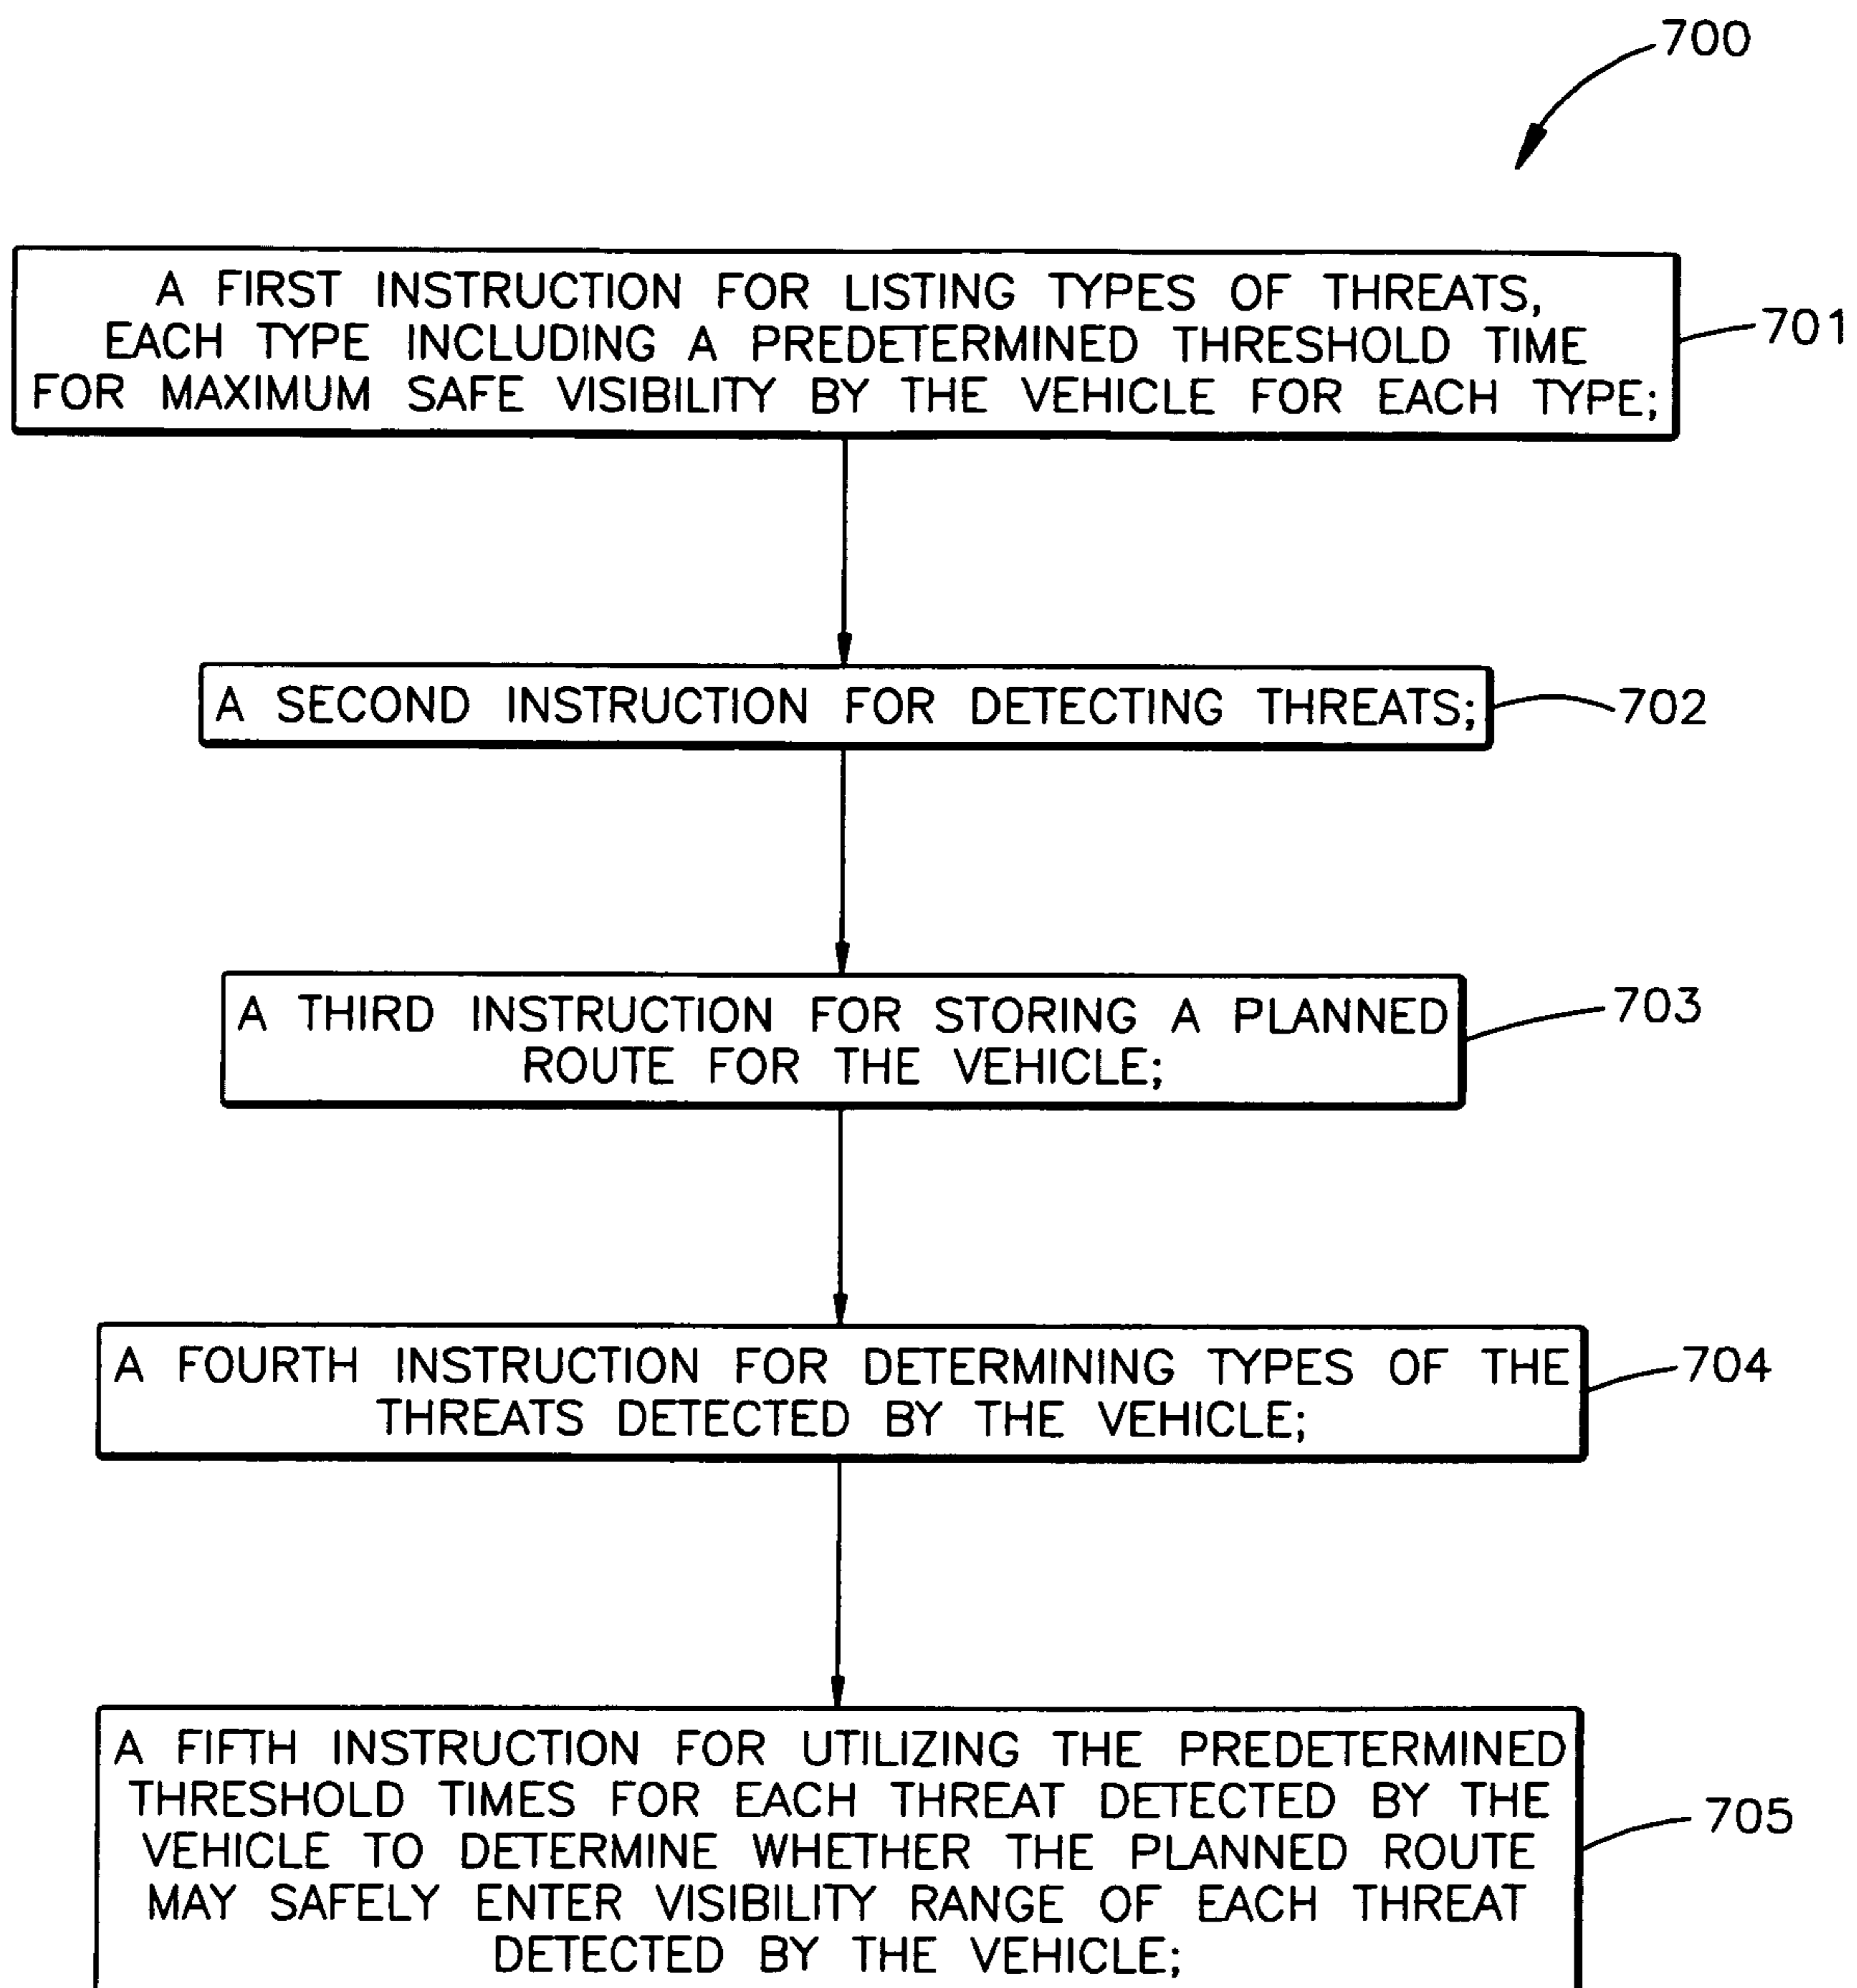 700
A FIRST INSTRUCTION FOR LISTING TYPES OF THREATS,
EACH TYPE INCLUDING A PREDETERMINED THRESHOLD TIME
FOR MAXIMUM SAFE VISIBILITY BY THE VEHICLE FOR EACH TYPE;
701
A SECOND INSTRUCTION FOR DETECTING THREATS;
702
A THIRD INSTRUCTION FOR STORING A PLANNED
ROUTE FOR THE VEHICLE;
703
A FOURTH INSTRUCTION FOR DETERMINING TYPES OF THE
THREATS DETECTED BY THE VEHICLE;
704
A FIFTH INSTRUCTION FOR UTILIZING THE PREDETERMINED
THRESHOLD TIMES FOR EACH THREAT DETECTED BY THE
VEHICLE TO DETERMINE WHETHER THE PLANNED ROUTE
MAY SAFELY ENTER VISIBILITY RANGE OF EACH THREAT
DETECTED BY THE VEHICLE;
705